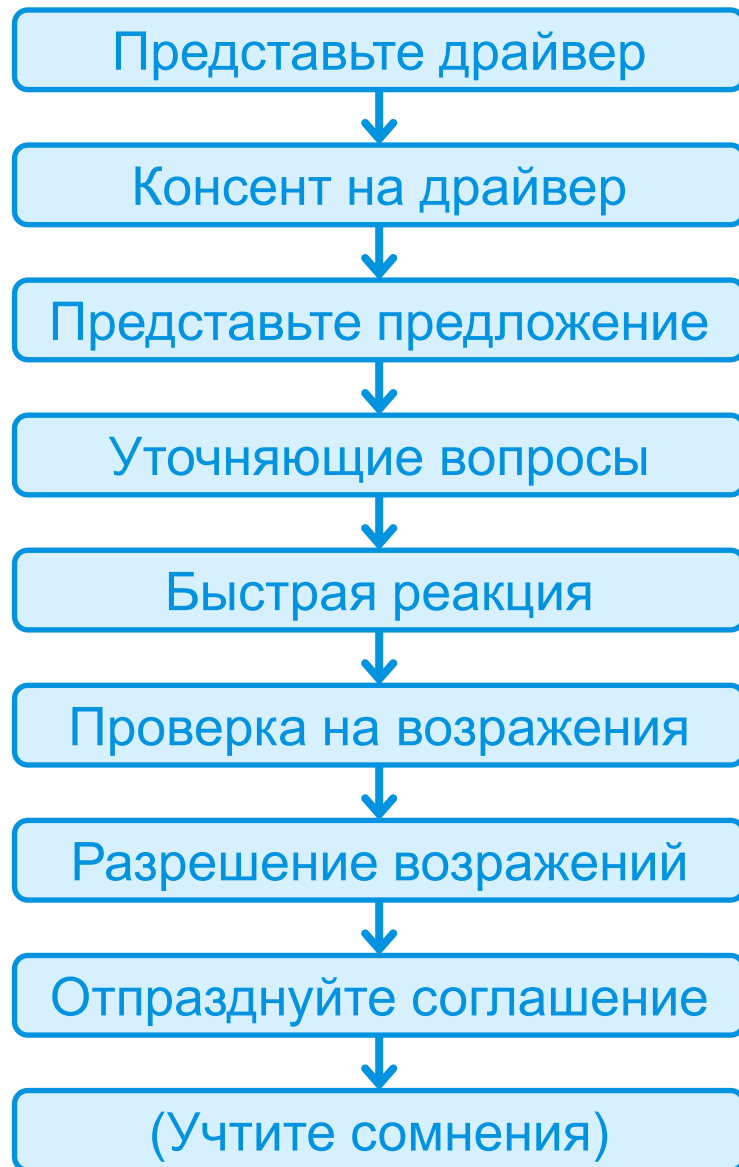 Представьте драйвер
Консент на драйвер
Представьте предложение
Уточняющие вопросы
Быстрая реакция
Проверка на возражения
Разрешение возражений
Отпразднуйте соглашение
(Учтите сомнения)